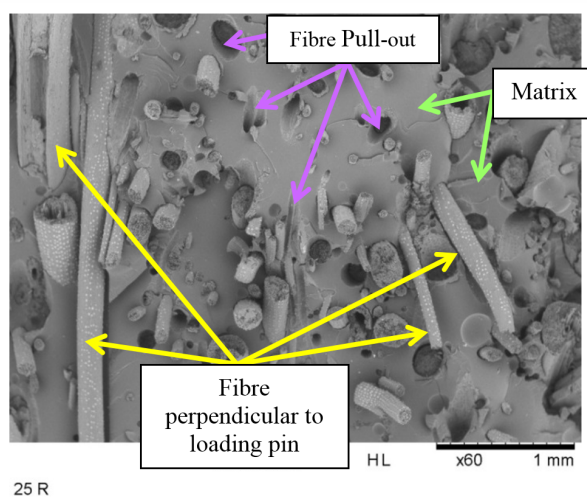 Fibre Pull-out
Matrix
Fibre
perpendicular to
loading pin
HL
x60
1 mm
25 R